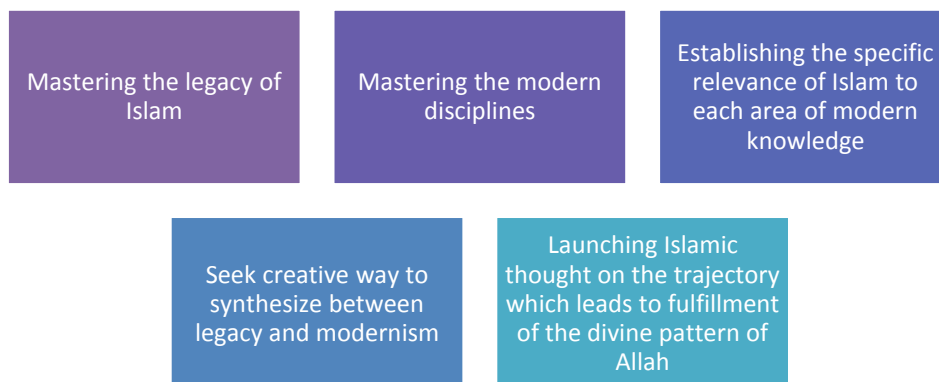 Mastering the legacy of
Islam
Mastering the modern
disciplines
Establishing the specific
relevance of Islam to
each area of modern
knowledge
Seek creative way to
synthesize between
legacy and modernism
Launching Islamic
thought on the trajectory
which leads to fulfillment
of the divine pattern of
Allah